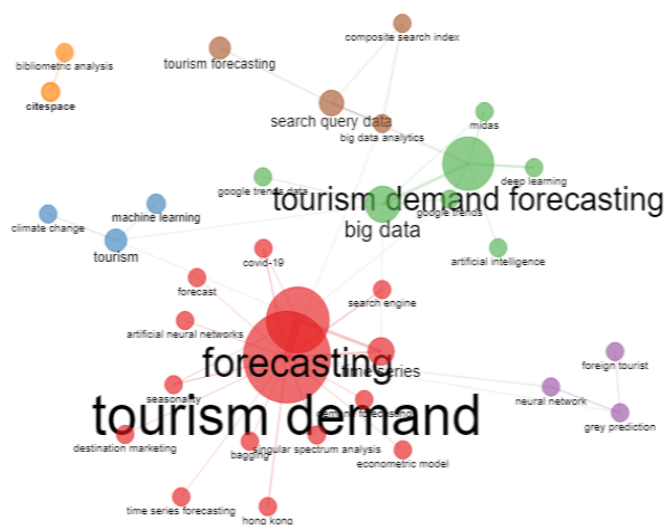 composite search index
tourism forecasting
bibliometric analysis
citespace
search query data
midas
big data analytics
deep learning
google trends data
tourism demand forecasting
google trends
machine learning
climate change
big data
tourism
covid-19
artificial intelligence
forecast
search engine
artificial neural networks
forecasting
time series
foreign tourist
seasonality
neural network
demand forecasting
tourism demand
grey prediction
destination marketing
bagging
singular spectrum analysis
econometric model
time series forecasting
hong kong